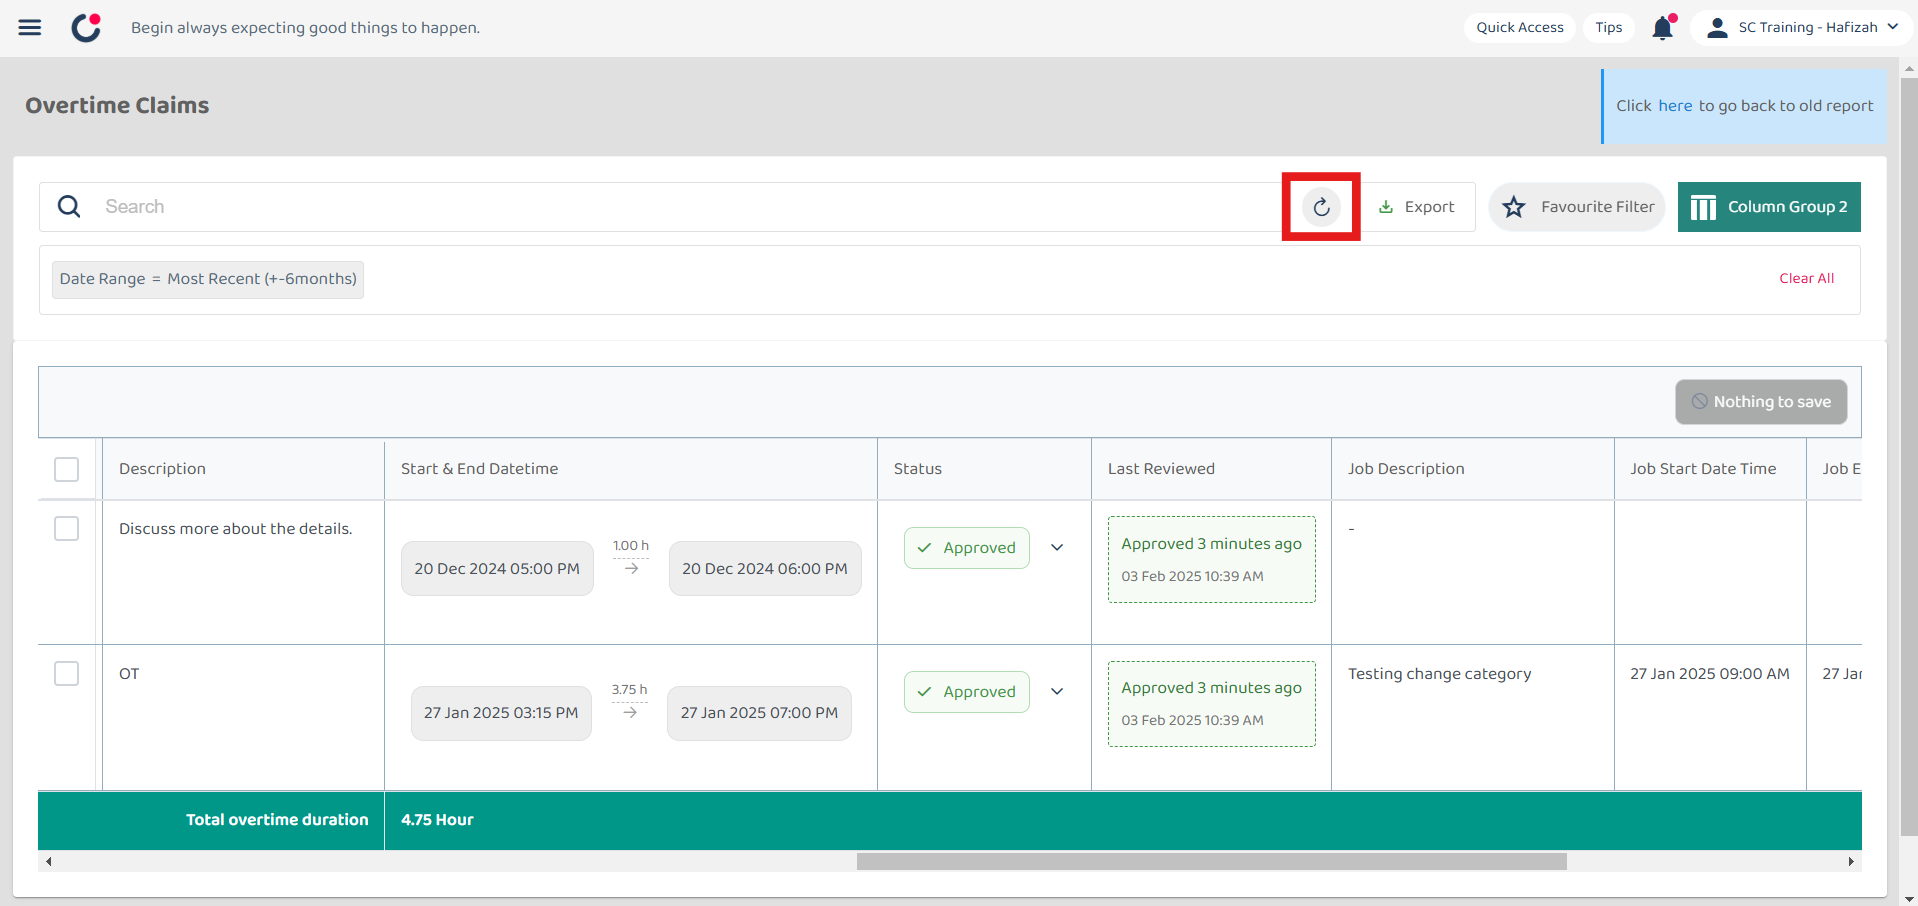 Begin always expecting good things to happen.
Quick Access
Tips
SC Training - Hafizah
Overtime Claims
Click here to go back to old report
Search
Export
Favourite Filter
Column Group 2
Date Range = Most Recent (+-6months)
Clear All
Nothing to save
Description
Start & End Datetime
Status
Last Reviewed
Job Description
Job Start Date Time
Job E
Discuss more about the details.
20 Dec 2024 05:00 PM
1.00 h
20 Dec 2024 06:00 PM
Approved
Approved 3 minutes ago
03 Feb 2025 10:39 AM
-
OT
27 Jan 2025 03:15 PM
3.75 h
27 Jan 2025 07:00 PM
Approved
Approved 3 minutes ago
03 Feb 2025 10:39 AM
Testing change category
27 Jan 2025 09:00 AM
27 Jan
Total overtime duration
4.75 Hour